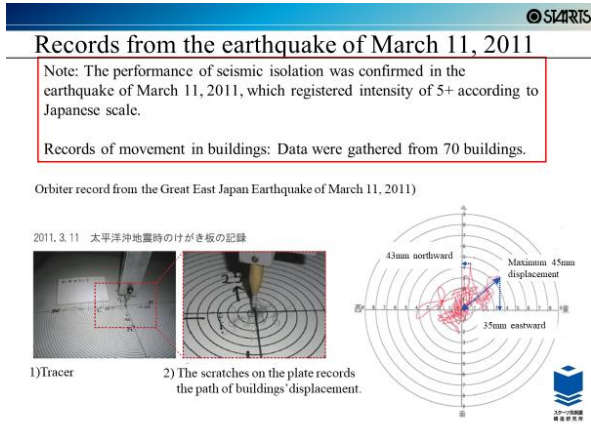 STARTS
Records from the earthquake of March 11, 2011
Note: The performance of seismic isolation was confirmed in the
earthquake of March 11, 2011, which registered intensity of 5+ according to
Japanese scale.
Records of movement in buildings: Data were gathered from 70 buildings.
Orbiter record from the Great East Japan Earthquake of March 11, 2011)
2011.3.11 太平洋沖地震時のけがき板の記録
43mm northward
Maximum 45mm
displacement
西
35mm eastward
1)Tracer
2) The scratches on the plate records
the path of buildings' displacement.
南